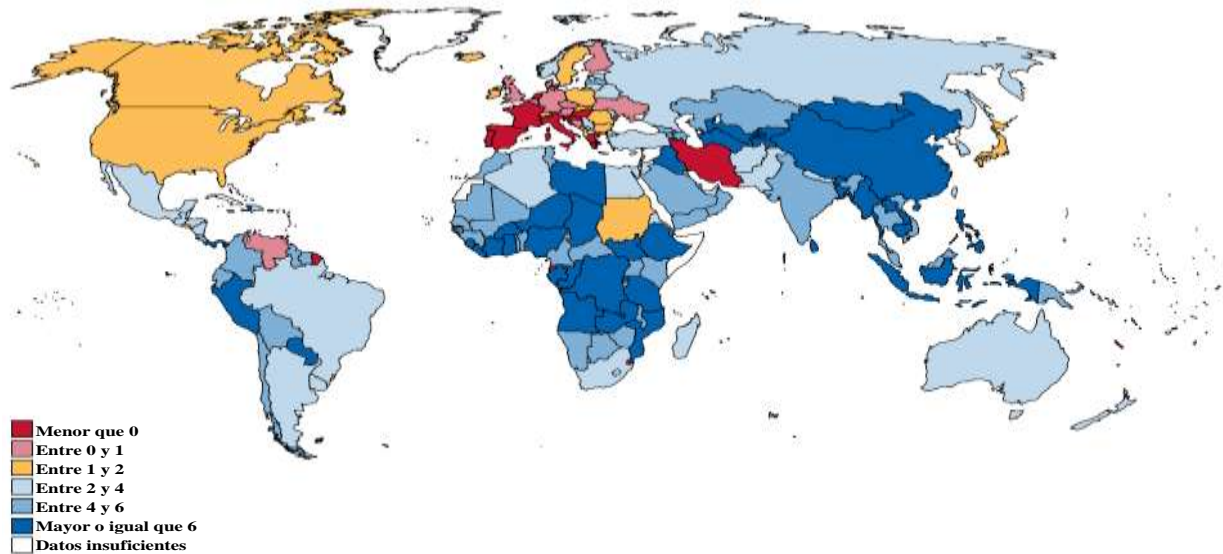 Menor que 0
Entre 0 y 1
Entre 1 y 2
Entre 2 y 4
Entre 4 y 6
Mayor o igual que 6
Datos insuficientes